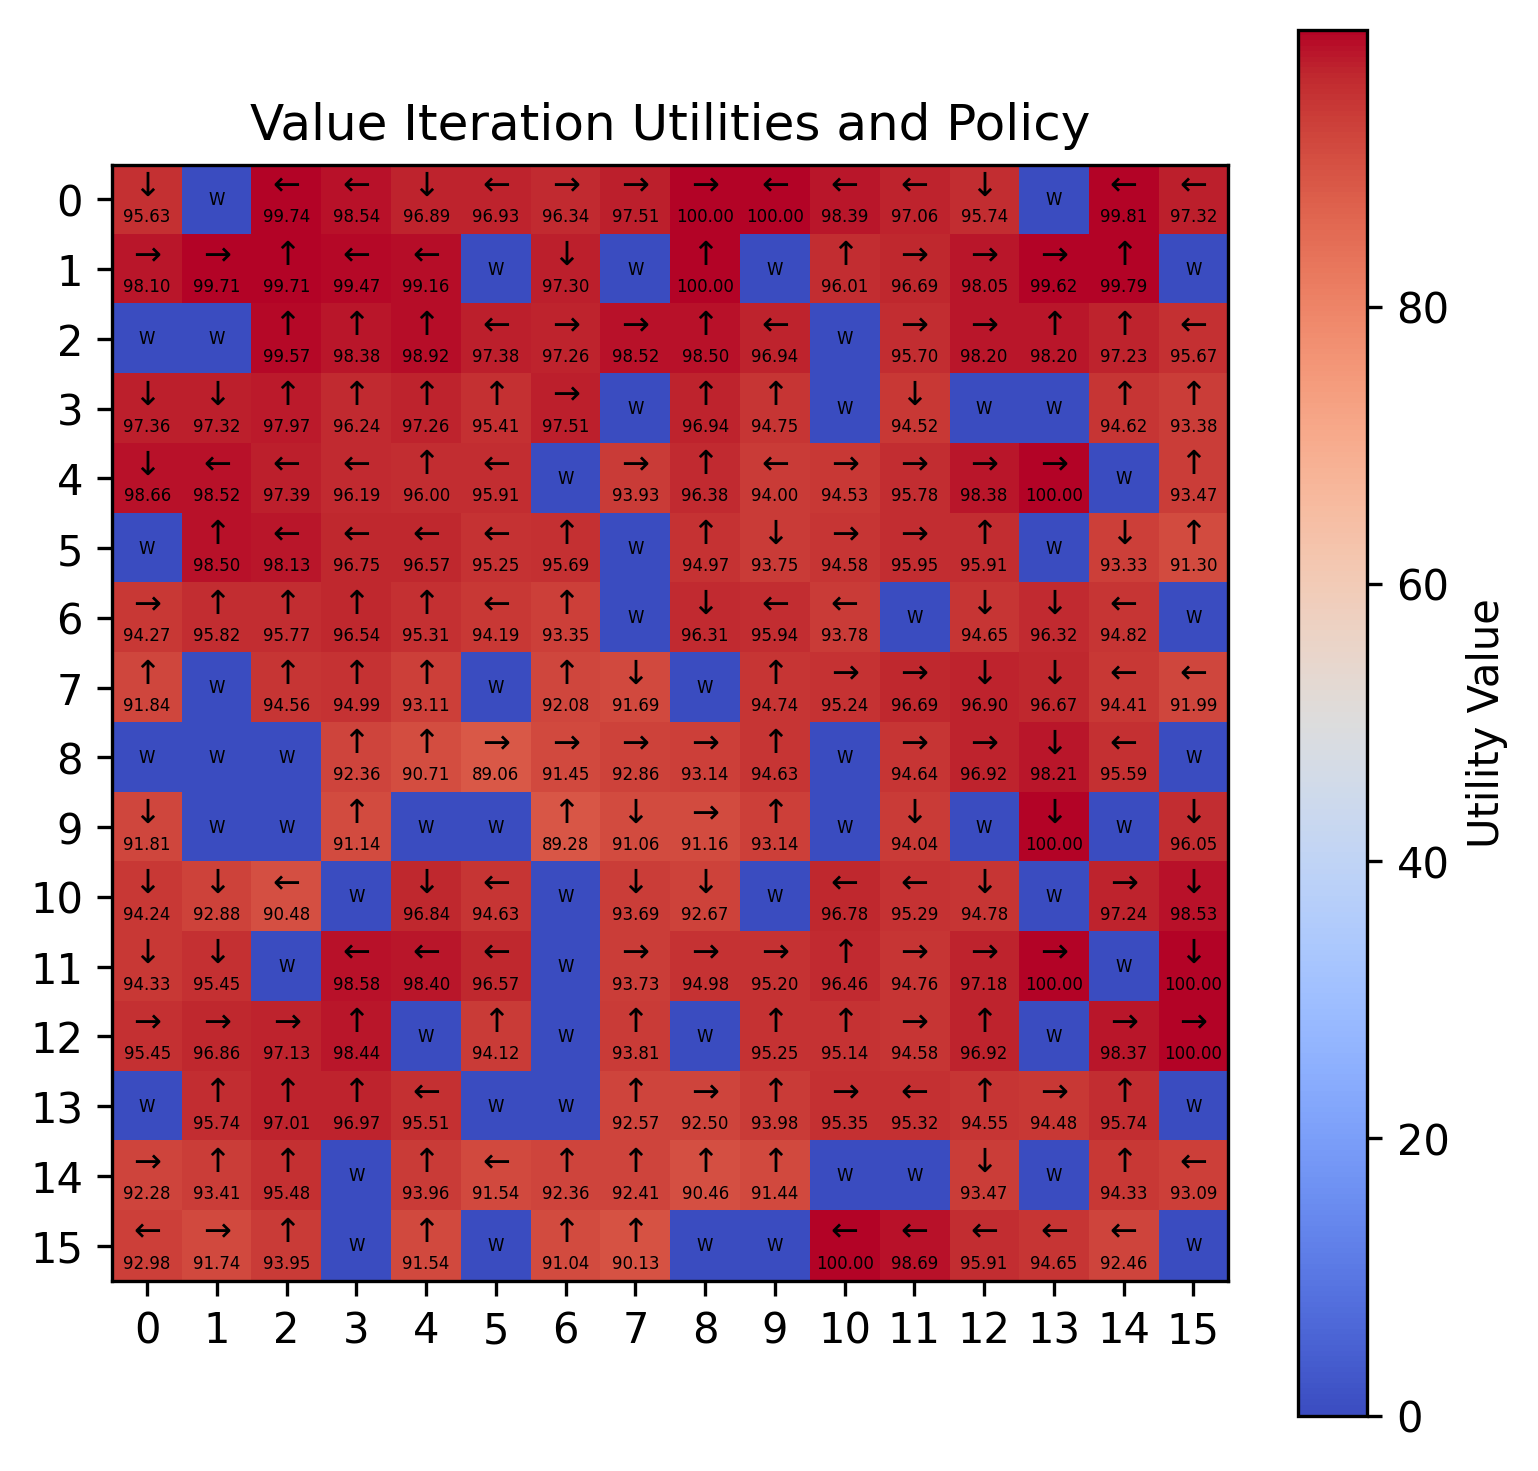 Value Iteration Utilities and Policy
0 ↓ W ← ← ↓ ← → → → ← ← ← ↓ W ← ←
95.63 99.74 98.54 96.89 96.93 96.34 97.51 100.00 100.00 98.39 97.06 95.74 99.81 97.32
1 → → ↑ ← ← W ↓ W ↑ W ↑ → → → ↑ W
98.10 99.71 99.71 99.47 99.16 97.30 100.00 96.01 96.69 98.05 99.62 99.79
2 W W ↑ ↑ ↑ ← → → ↑ ← W → → ↑ ↑ ←
99.57 98.38 98.92 97.38 97.26 98.52 98.50 96.94 95.70 98.20 98.20 97.23 95.67
3 ↓ ↓ ↑ ↑ ↑ ↑ → W ↑ ↑ W ↓ W W ↑ ↑
97.36 97.32 97.97 96.24 97.26 95.41 97.51 96.94 94.75 94.52 94.62 93.38
4 ↓ ← ← ← ↑ ← W → ↑ ← → → → → W ↑
98.66 98.52 97.39 96.19 96.00 95.91 93.93 96.38 94.00 94.53 95.78 98.38 100.00 93.47
5 W ↑ ← ← ← ← ↑ W ↑ ↓ → → ↑ W ↓ ↑
98.50 98.13 96.75 96.57 95.25 95.69 94.97 93.75 94.58 95.95 95.91 93.33 91.30
6 → ↑ ↑ ↑ ↑ ← ↑ W ↓ ← ← W ↓ ↓ ← W
94.27 95.82 95.77 96.54 95.31 94.19 93.35 96.31 95.94 93.78 94.65 96.32 94.82
7 ↑ W ↑ ↑ ↑ W ↑ ↓ W ↑ → → ↓ ↓ ← ←
91.84 94.56 94.99 93.11 92.08 91.69 94.74 95.24 96.69 96.90 96.67 94.41 91.99
8 W W W ↑ ↑ → → → → ↑ W → → ↓ ← W
92.36 90.71 89.06 91.45 92.86 93.14 94.63 94.64 96.92 98.21 95.59
9 ↓ W W ↑ W W ↑ ↓ → ↑ W ↓ W ↓ W ↓
91.81 91.14 89.28 91.06 91.16 93.14 94.04 100.00 96.05
10 ↓ ↓ ← W ↓ ← W ↓ ↓ W ← ← ↓ W → ↓
94.24 92.88 90.48 96.84 94.63 93.69 92.67 96.78 95.29 94.78 97.24 98.53
11 ↓ ↓ W ← ← ← W → → → ↑ → → → W ↓
94.33 95.45 98.58 98.40 96.57 93.73 94.98 95.20 96.46 94.76 97.18 100.00 100.00
12 → → → ↑ W ↑ W ↑ W ↑ ↑ → ↑ W → →
95.45 96.86 97.13 98.44 94.12 93.81 95.25 95.14 94.58 96.92 98.37 100.00
13 W ↑ ↑ ↑ ← W W ↑ → ↑ → ← ↑ → ↑ W
95.74 97.01 96.97 95.51 92.57 92.50 93.98 95.35 95.32 94.55 94.48 95.74
14 → ↑ ↑ W ↑ ← ↑ ↑ ↑ ↑ W W ↓ W ↑ ←
92.28 93.41 95.48 93.96 91.54 92.36 92.41 90.46 91.44 93.47 94.33 93.09
15 ← → ↑ W ↑ W ↑ ↑ W W ← ← ← ← ← W
92.98 91.74 93.95 91.54 91.04 90.13 100.00 98.69 95.91 94.65 92.46
0 1 2 3 4 5 6 7 8 9 10 11 12 13 14 15
80
60
40
20
0
Utility Value